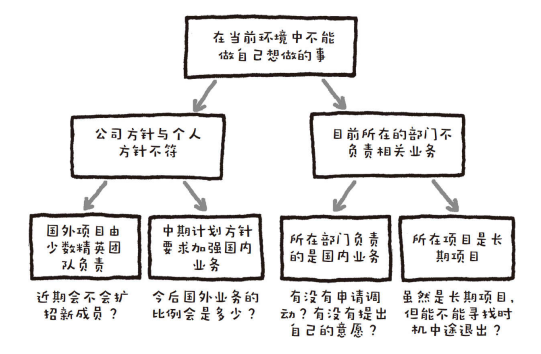 在当前环境中不能
做自己想做的事
公司方针与个人
方针不符
目前所在的部门不
负责相关业务
国外项目由
少数精英团
队负责
中期计划方针
要求加强国内
业务
所在部门负责
的是国内业务
所在项目是长
期项目
近期会不会扩
招新成员？
今后国外业务的
比例会是多少？
有没有申请调
动？有没有提出
自己的意愿？
虽然是长期项目，
但能不能寻找时
机中途退出？